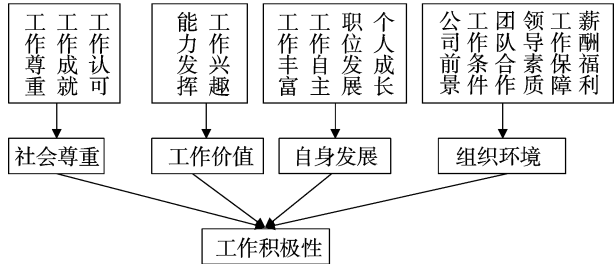 工作尊重
工作成就
工作认可
能力发挥
工作兴趣
工作丰富
工作自主
职位发展
个人成长
公司前景
工作条件
团队合作
领导素质
工作保障
薪酬福利
社会尊重
工作价值
自身发展
组织环境
工作积极性